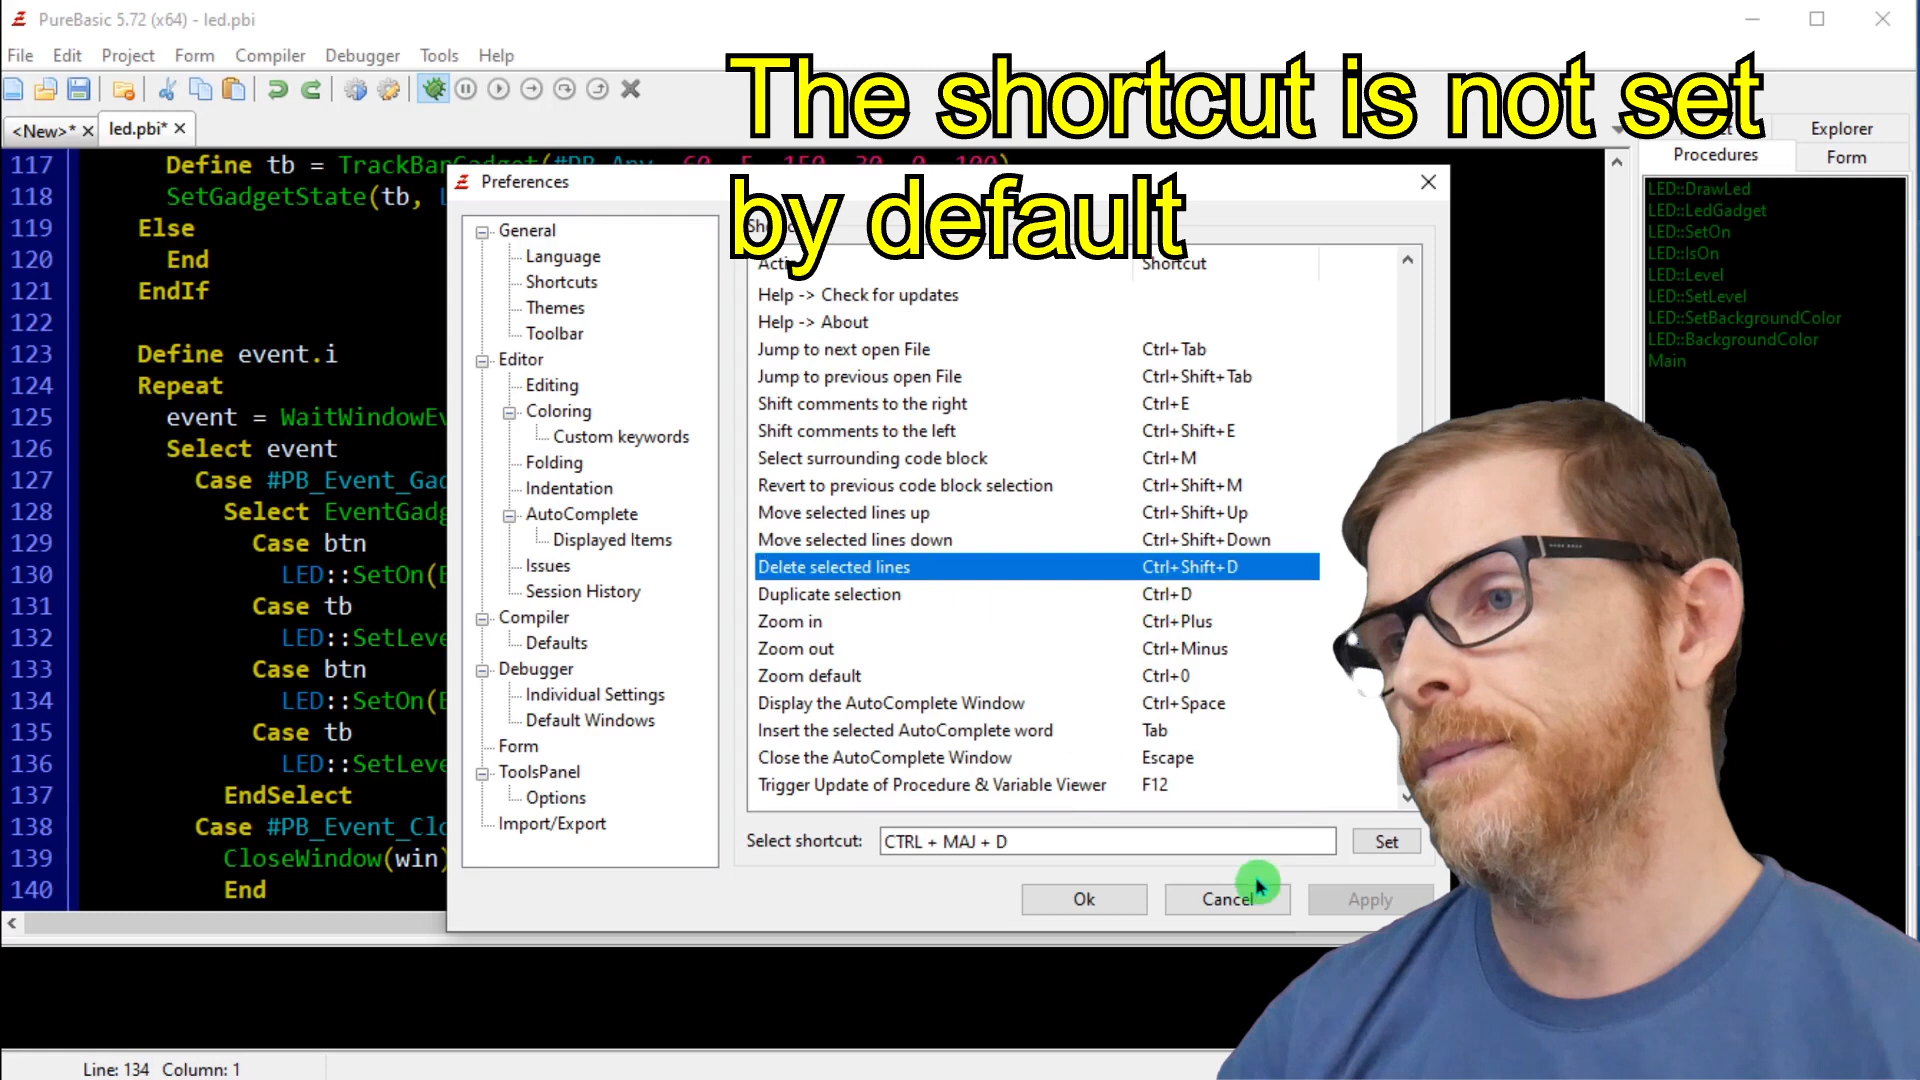 PureBasic 5.72 (x64) - led.pbi
File Edit Project Form Compiler Debugger Tools Help
The shortcut is not set
by default
<New>* led.pbi*
Explorer
Procedures Form
117 Define tb = TrackBarGadget(#PB_Any, 60, 5, 150, 30, 0, 100)
118 SetGadgetState(tb,
119 Else
120 End
121 EndIf
122
123 Define event.i
124 Repeat
125 event = WaitWindowEv
126 Select event
127 Case #PB_Event_Gad
128 Select EventGadg
129 Case btn
130 LED::SetOn(
131 Case tb
132 LED::SetLeve
133 Case btn
134 LED::SetOn(
135 Case tb
136 LED::SetLeve
137 EndSelect
138 Case #PB_Event_Clo
139 CloseWindow(win)
140 End
Preferences
General
Language
Shortcuts
Themes
Toolbar
Editor
Editing
Coloring
Custom keywords
Folding
Indentation
AutoComplete
Displayed Items
Issues
Session History
Compiler
Defaults
Debugger
Individual Settings
Default Windows
Form
ToolsPanel
Options
Import/Export
Shortcut
Help -> Check for updates
Help -> About
Jump to next open File Ctrl+Tab
Jump to previous open File Ctrl+Shift+Tab
Shift comments to the right Ctrl+E
Shift comments to the left Ctrl+Shift+E
Select surrounding code block Ctrl+M
Revert to previous code block selection Ctrl+Shift+M
Move selected lines up Ctrl+Shift+Up
Move selected lines down Ctrl+Shift+Down
Delete selected lines Ctrl+Shift+D
Duplicate selection Ctrl+D
Zoom in Ctrl+Plus
Zoom out Ctrl+Minus
Zoom default Ctrl+0
Display the AutoComplete Window Ctrl+Space
Insert the selected AutoComplete word Tab
Close the AutoComplete Window Escape
Trigger Update of Procedure & Variable Viewer F12
Select shortcut: CTRL + MAJ + D Set
Ok Cancel Apply
LED::DrawLed
LED::LedGadget
LED::SetOn
LED::IsOn
LED::Level
LED::SetLevel
LED::SetBackgroundColor
LED::BackgroundColor
Main
Line: 134 Column: 1